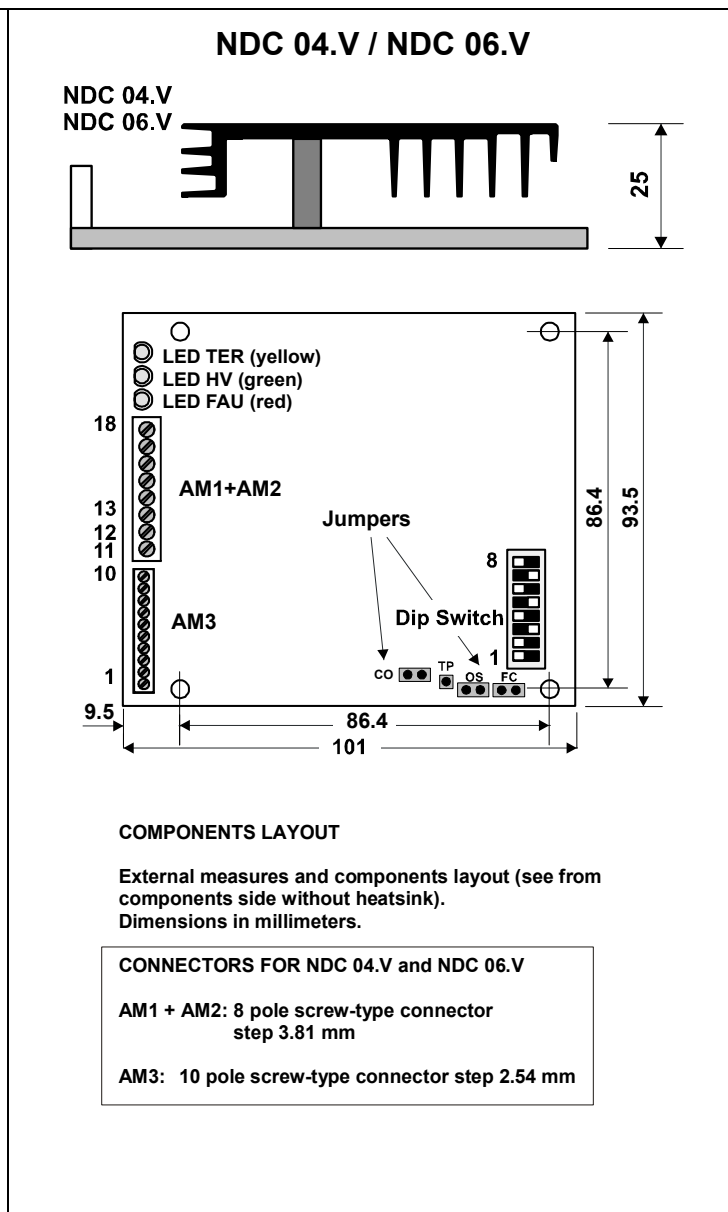 NDC 04.V / NDC 06.V
NDC 04.V
NDC 06.V
25
LED TER (yellow)
LED HV (green)
LED FAU (red)
18
AM1+AM2
13
12
11
10
AM3
1
Jumpers
8
Dip Switch
1
CO
TP
OS
FC
86.4
93.5
9.5
86.4
101
COMPONENTS LAYOUT
External measures and components layout (see from
components side without heatsink).
Dimensions in millimeters.
CONNECTORS FOR NDC 04.V and NDC 06.V
AM1 + AM2: 8 pole screw-type connector
step 3.81 mm
AM3: 10 pole screw-type connector step 2.54 mm